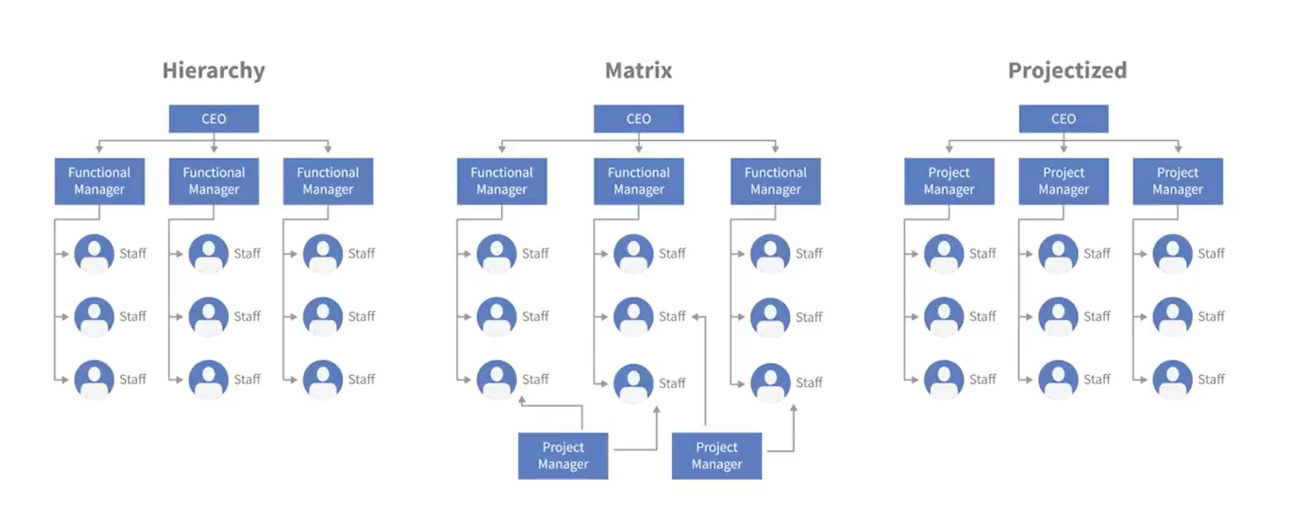 Hierarchy
CEO
Functional
Manager
Functional
Manager
Functional
Manager
Staff
Staff
Staff
Staff
Staff
Staff
Staff
Staff
Staff
Matrix
CEO
Functional
Manager
Functional
Manager
Functional
Manager
Staff
Staff
Staff
Staff
Staff
Staff
Staff
Staff
Staff
Project
Manager
Project
Manager
Projectized
CEO
Project
Manager
Project
Manager
Project
Manager
Staff
Staff
Staff
Staff
Staff
Staff
Staff
Staff
Staff